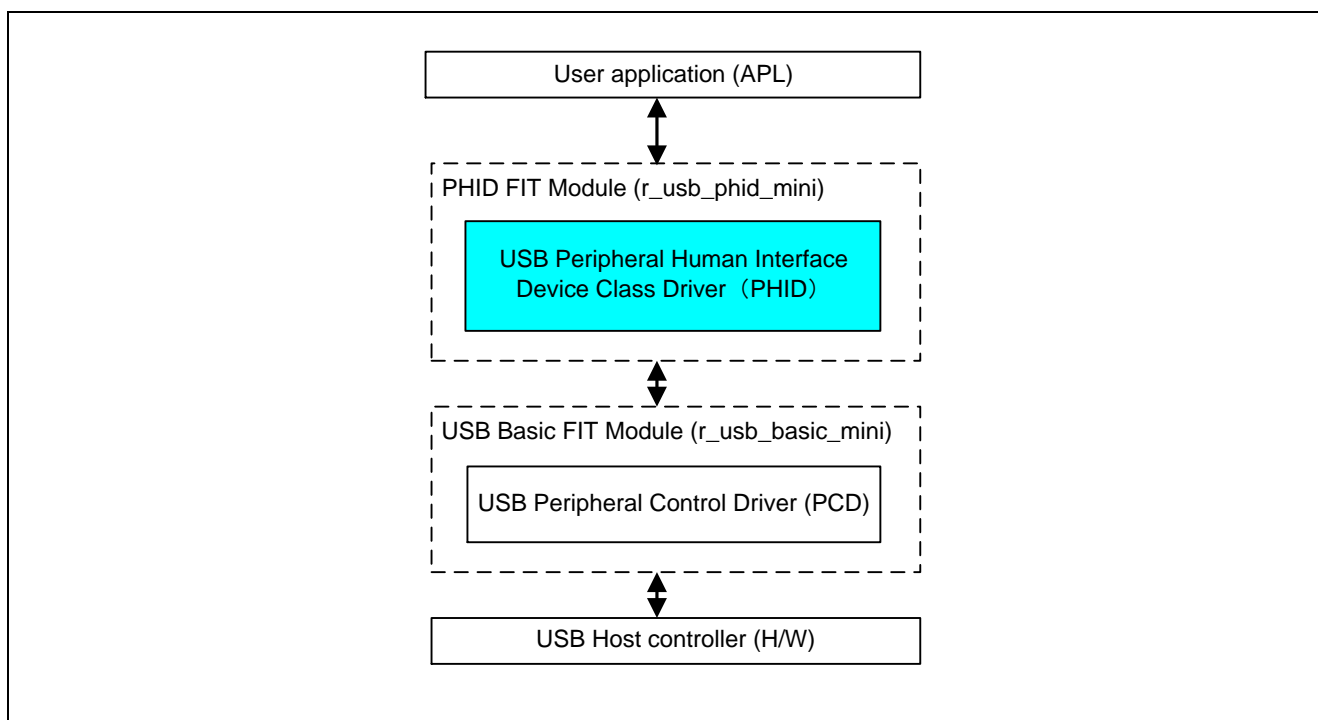 User application (APL)
PHID FIT Module (r_usb_phid_mini)
USB Peripheral Human Interface
Device Class Driver（PHID）
USB Basic FIT Module (r_usb_basic_mini)
USB Peripheral Control Driver (PCD)
USB Host controller (H/W)